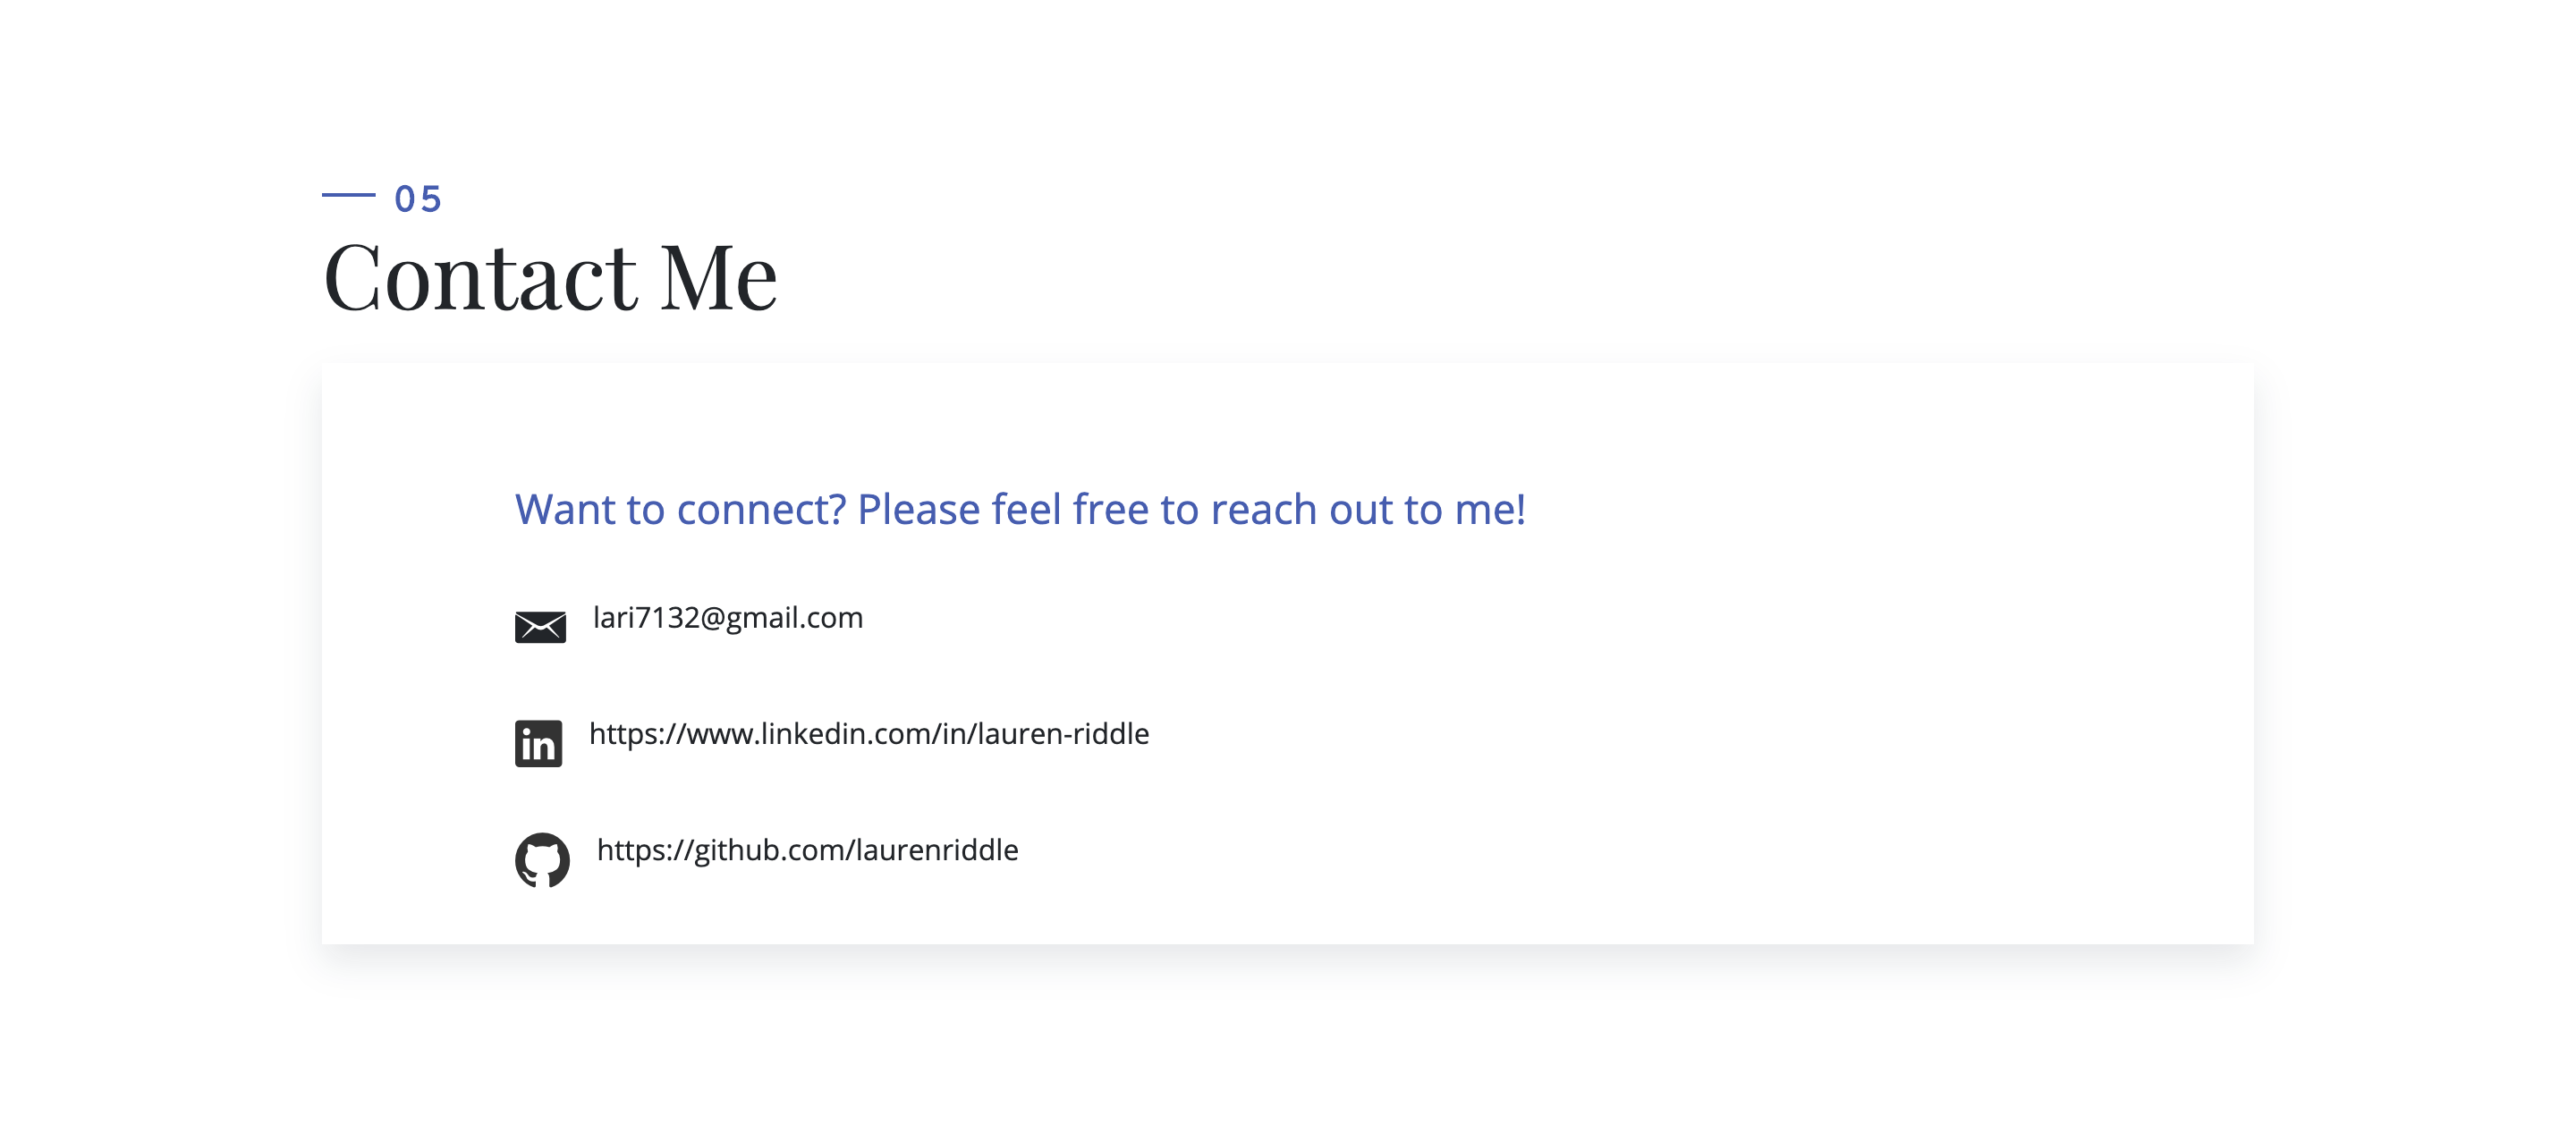 05
Contact Me
Want to connect? Please feel free to reach out to me!
lari7132@gmail.com
in
https://www.linkedin.com/in/lauren-riddle
https://github.com/laurenriddle